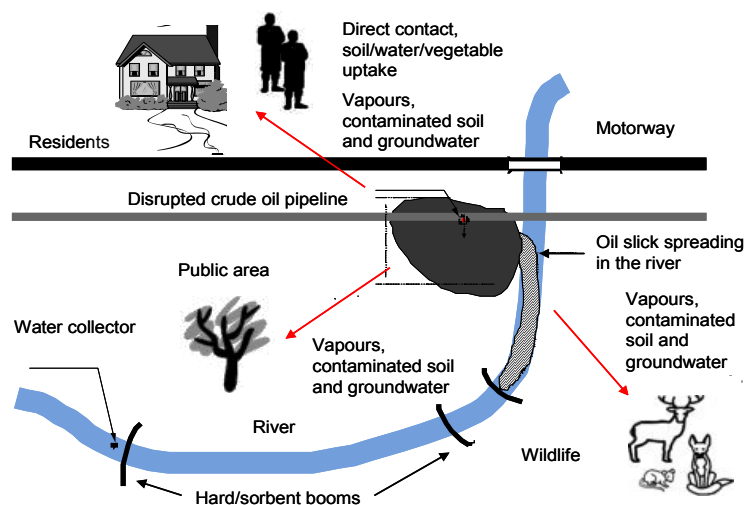 Direct contact,
soil/water/vegetable
uptake
Vapours,
contaminated soil
and groundwater
Residents
Motorway
Disrupted crude oil pipeline
Oil slick spreading
in the river
Public area
Vapours,
contaminated
soil and
groundwater
Water collector
Vapours,
contaminated soil
and groundwater
River
Wildlife
Hard/sorbent booms